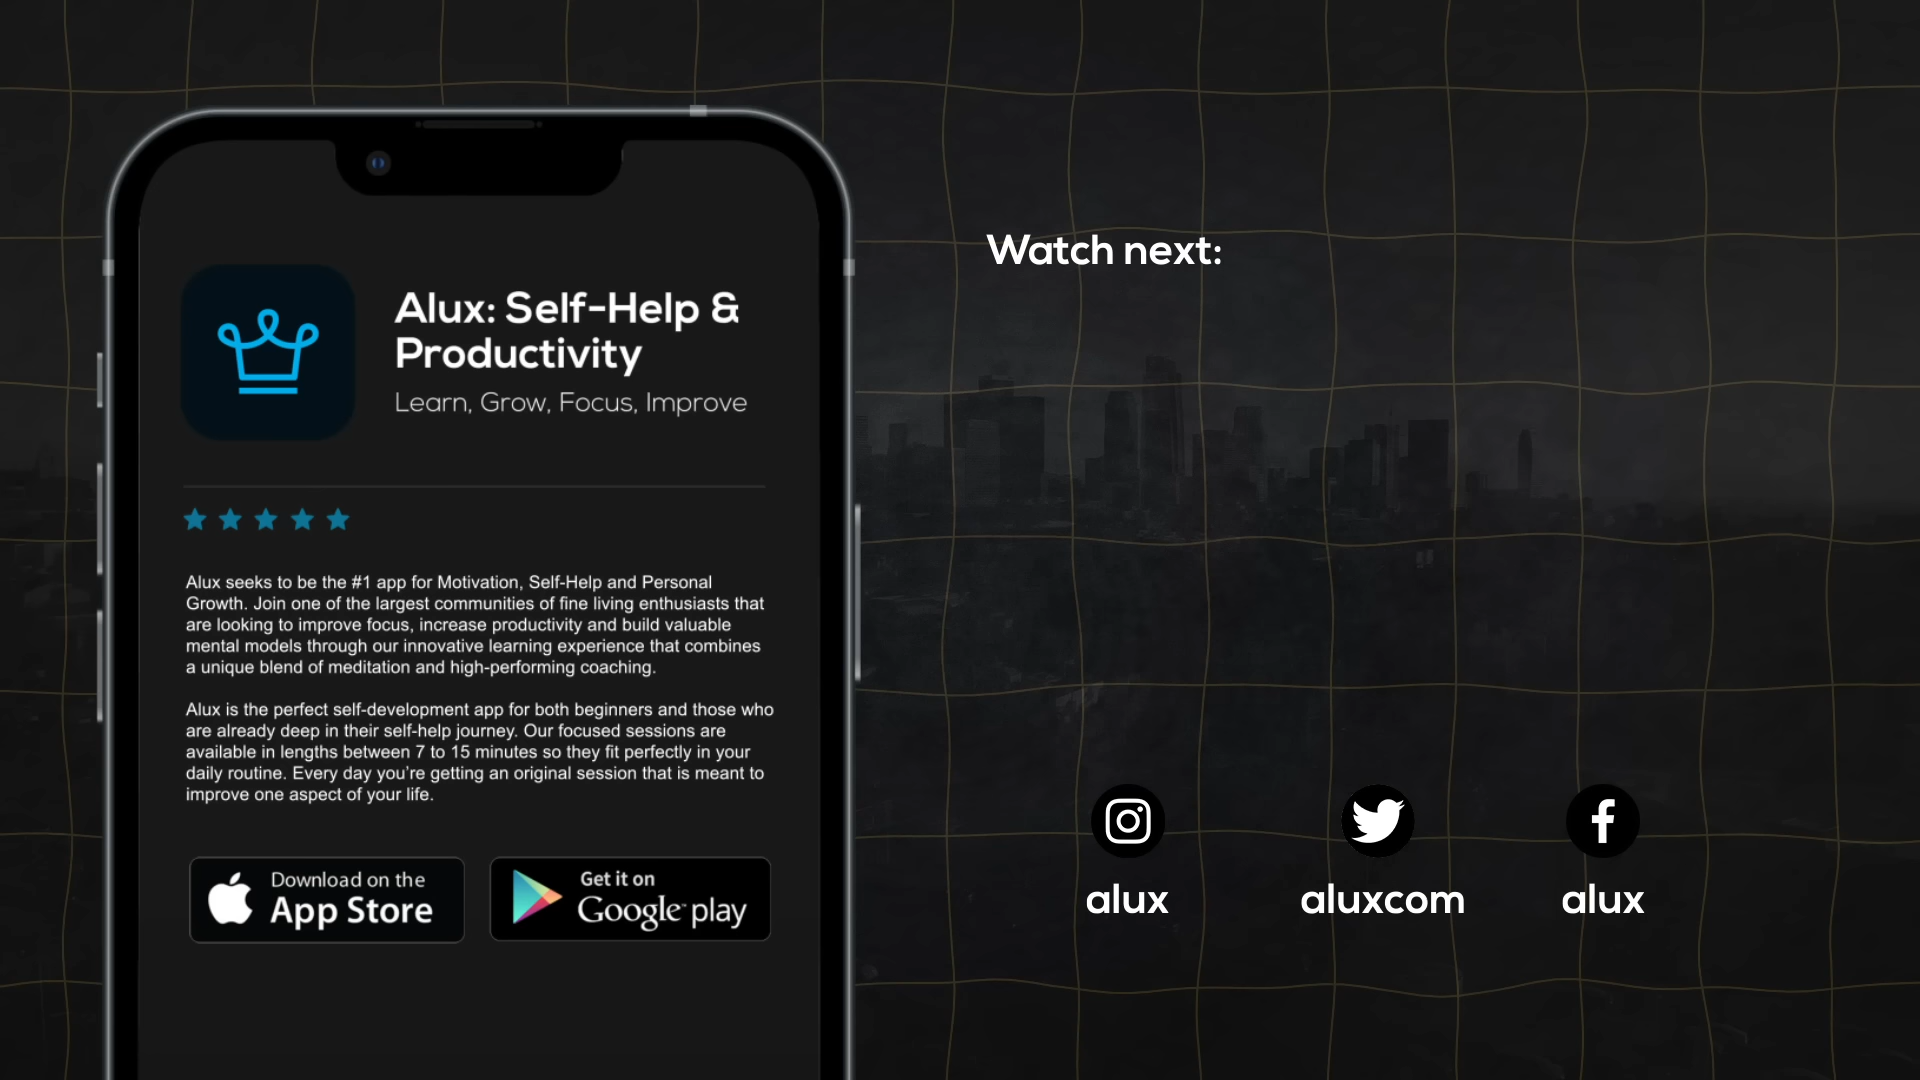 Alux: Self-Help &
Productivity
Learn, Grow, Focus, Improve
Alux seeks to be the #1 app for Motivation, Self-Help and Personal
Growth. Join one of the largest communities of fine living enthusiasts that
are looking to improve focus, increase productivity and build valuable
mental models through our innovative learning experience that combines
a unique blend of meditation and high-performing coaching.
Alux is the perfect self-development app for both beginners and those who
are already deep in their self-help journey. Our focused sessions are
available in lengths between 7 to 15 minutes so they fit perfectly in your
daily routine. Every day you're getting an original session that is meant to
improve one aspect of your life.
Download on the
App Store
Get it on
Google play
Watch next:
alux
aluxcom
alux